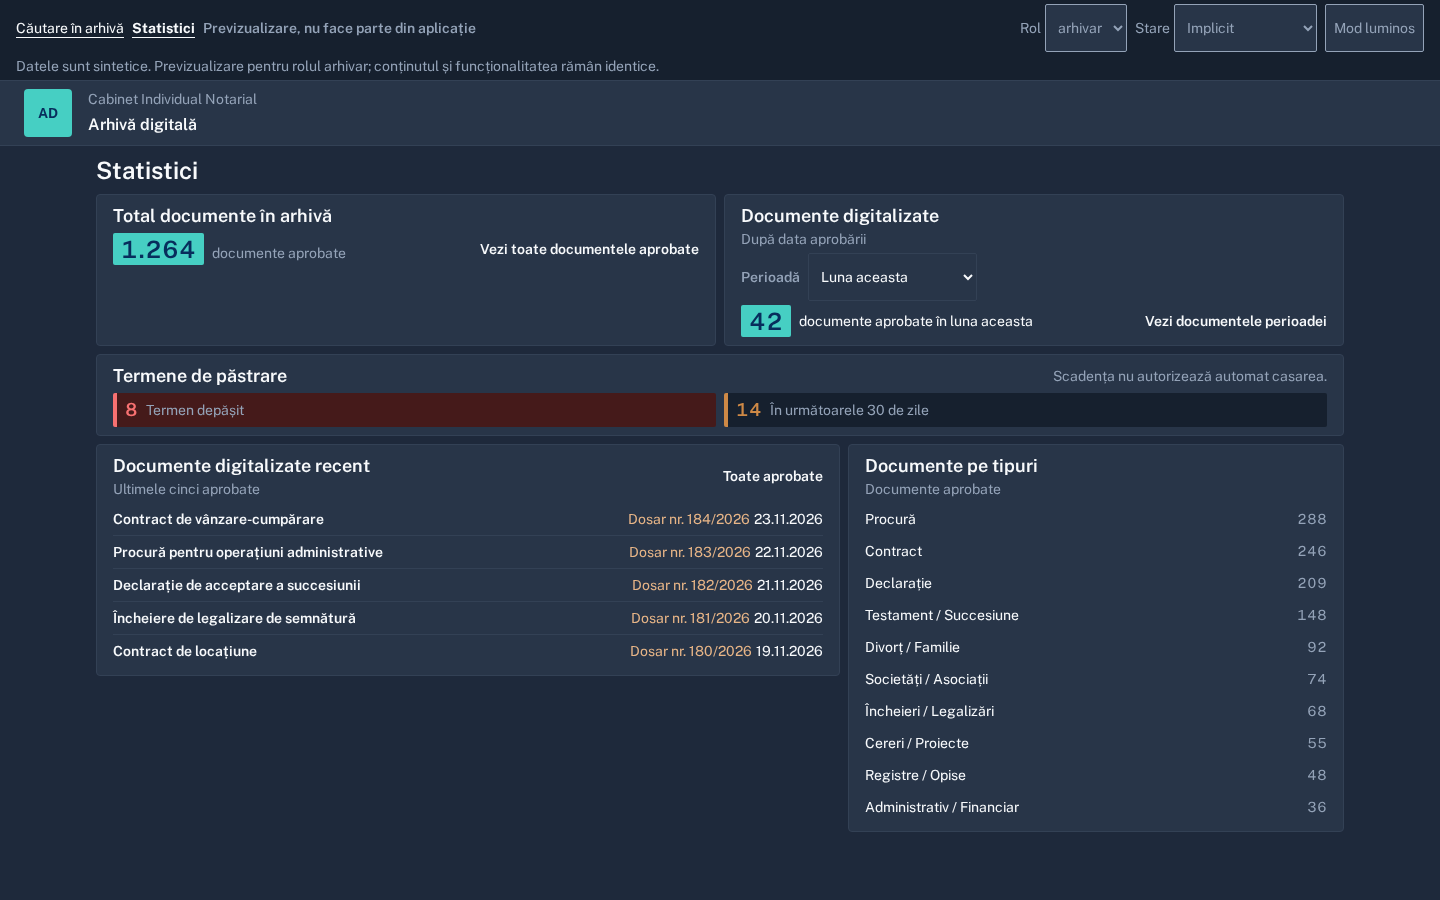 Căutare în arhivă Statistici Previzualizare, nu face parte din aplicație Rol arhivar Stare Implicit Mod luminos
Datele sunt sintetice. Previzualizare pentru rolul arhivar; conținutul și funcționalitatea rămân identice.
AD
Cabinet Individual Notarial
Arhivă digitală
Statistici
Total documente în arhivă
1.264 documente aprobate Vezi toate documentele aprobate
Documente digitalizate
După data aprobării
Perioadă Luna aceasta
42 documente aprobate în luna aceasta Vezi documentele perioadei
Termene de păstrare Scadența nu autorizează automat casarea.
8 Termen depășit 14 În următoarele 30 de zile
Documente digitalizate recent
Ultimele cinci aprobate
Toate aprobate
Contract de vânzare-cumpărare Dosar nr. 184/2026 23.11.2026
Procură pentru operațiuni administrative Dosar nr. 183/2026 22.11.2026
Declarație de acceptare a succesiunii Dosar nr. 182/2026 21.11.2026
Încheiere de legalizare de semnătură Dosar nr. 181/2026 20.11.2026
Contract de locațiune Dosar nr. 180/2026 19.11.2026
Documente pe tipuri
Documente aprobate
Procură 288
Contract 246
Declarație 209
Testament / Succesiune 148
Divorț / Familie 92
Societăți / Asociații 74
Încheieri / Legalizări 68
Cereri / Proiecte 55
Registre / Opise 48
Administrativ / Financiar 36